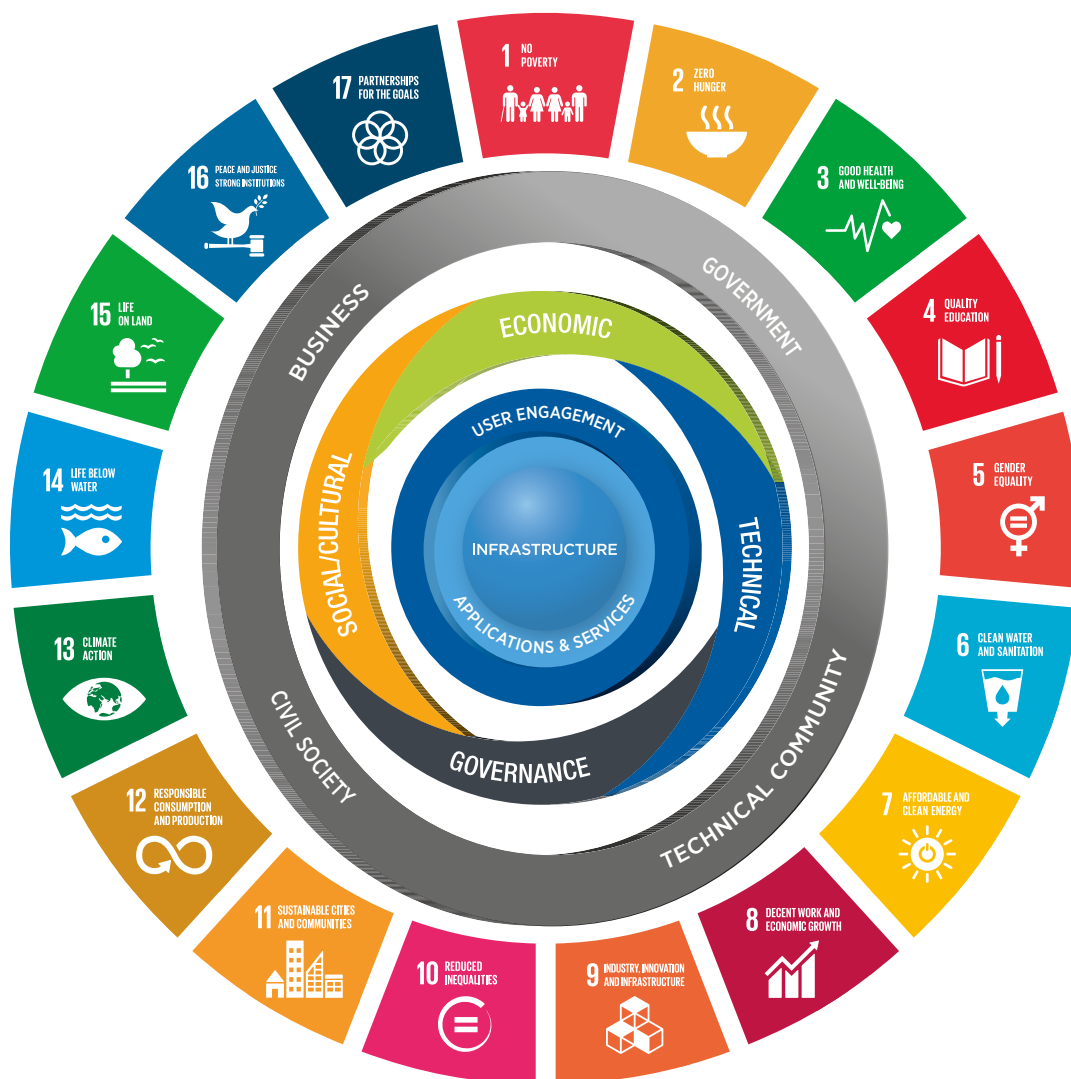 1 NO
POVERTY
2 ZERO
HUNGER
3 GOOD HEALTH
AND WELL-BEING
4 QUALITY
EDUCATION
5 GENDER
EQUALITY
6 CLEAN WATER
AND SANITATION
7 AFFORDABLE AND
CLEAN ENERGY
8 DECENT WORK AND
ECONOMIC GROWTH
9 INDUSTRY, INNOVATION
AND INFRASTRUCTURE
10 REDUCED
INEQUALITIES
11 SUSTAINABLE CITIES
AND COMMUNITIES
12 RESPONSIBLE
CONSUMPTION
AND PRODUCTION
13 CLIMATE
ACTION
14 LIFE BELOW
WATER
15 LIFE
ON LAND
16 PEACE AND JUSTICE
STRONG INSTITUTIONS
17 PARTNERSHIPS
FOR THE GOALS
BUSINESS
GOVERNMENT
TECHNICAL COMMUNITY
CIVIL SOCIETY
ECONOMIC
TECHNICAL
GOVERNANCE
SOCIAL/CULTURAL
USER ENGAGEMENT
INFRASTRUCTURE
APPLICATIONS & SERVICES